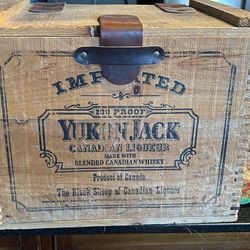 IMPORTED
100 PROOF
YUKON JACK
CANADIAN LIQUEUR
MADE WITH
BLENDED CANADIAN WHISKY
Product of Canada
The Black Sheep of Canadian Liquors